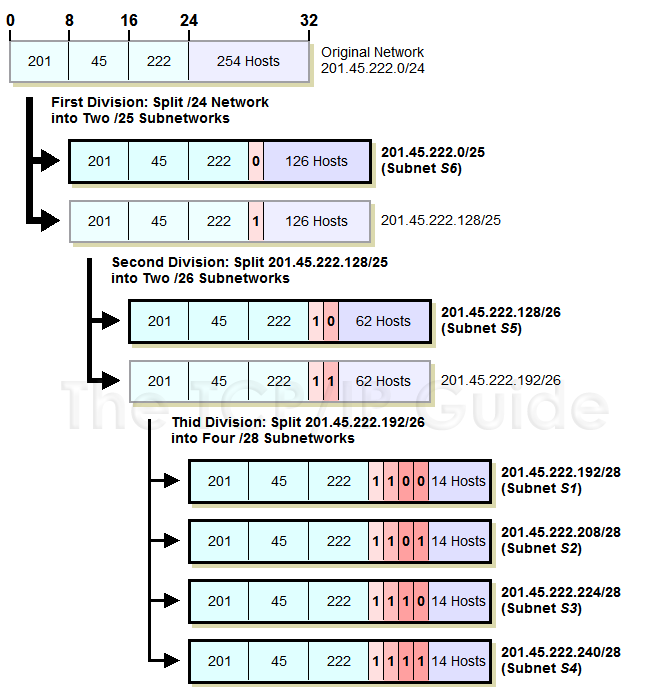 0 8 16 24 32
201 45 222 254 Hosts
Original Network
201.45.222.0/24
First Division: Split /24 Network
into Two /25 Subnetworks
201 45 222 0 126 Hosts
201.45.222.0/25
(Subnet S6)
201 45 222 1 126 Hosts
201.45.222.128/25
Second Division: Split 201.45.222.128/25
into Two /26 Subnetworks
201 45 222 1 0 62 Hosts
201.45.222.128/26
(Subnet S5)
201 45 222 1 1 62 Hosts
201.45.222.192/26
The TCP/IP Guide
Thid Division: Split 201.45.222.192/26
into Four /28 Subnetworks
201 45 222 1 1 0 0 14 Hosts
201.45.222.192/28
(Subnet S1)
201 45 222 1 1 0 1 14 Hosts
201.45.222.208/28
(Subnet S2)
201 45 222 1 1 1 0 14 Hosts
201.45.222.224/28
(Subnet S3)
201 45 222 1 1 1 1 14 Hosts
201.45.222.240/28
(Subnet S4)